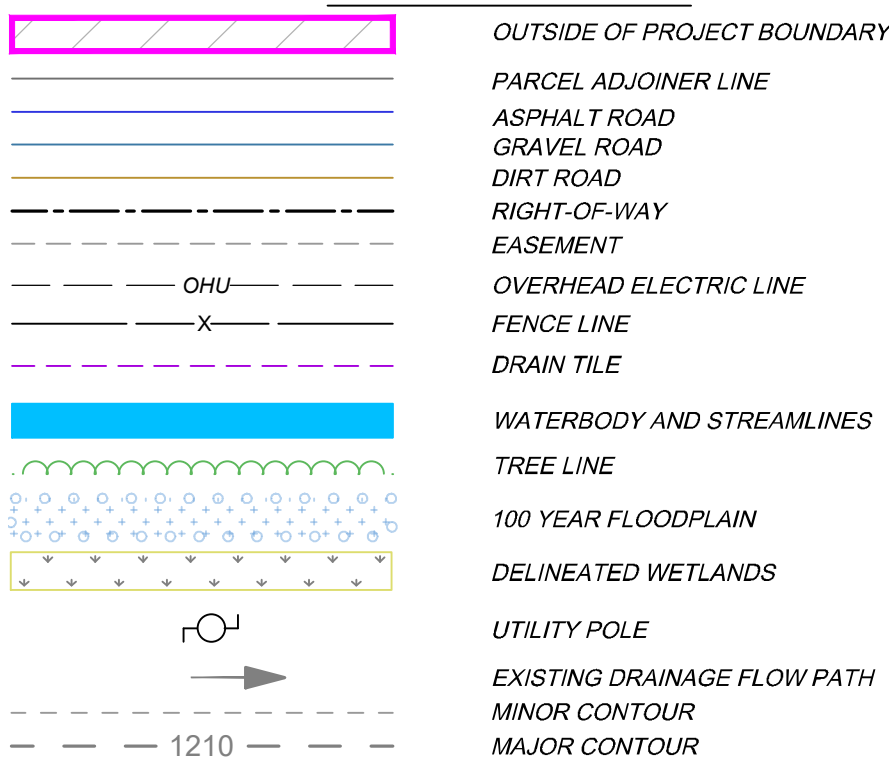 OUTSIDE OF PROJECT BOUNDARY
PARCEL ADJOINER LINE
ASPHALT ROAD
GRAVEL ROAD
DIRT ROAD
RIGHT-OF-WAY
EASEMENT
OHU OVERHEAD ELECTRIC LINE
X FENCE LINE
DRAIN TILE
WATERBODY AND STREAMLINES
TREE LINE
100 YEAR FLOODPLAIN
DELINEATED WETLANDS
UTILITY POLE
EXISTING DRAINAGE FLOW PATH
MINOR CONTOUR
1210 MAJOR CONTOUR